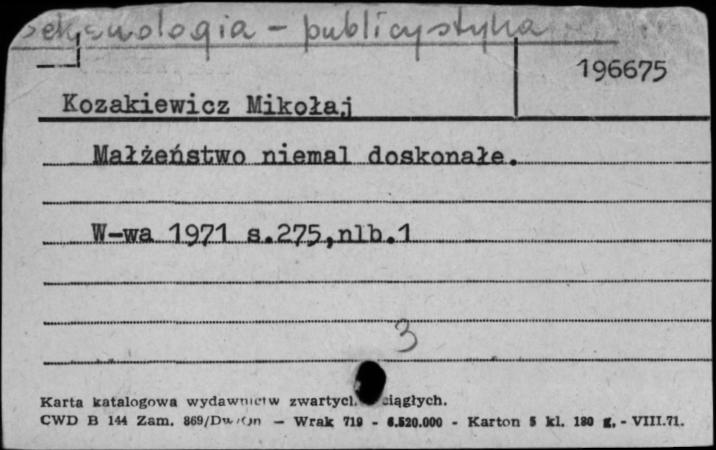 seksuologia - publicystyka
196675
Kozakiewicz Mikołaj
Małżeństwo niemal doskonałe.
W-wa 1971 s.275,nlb.1
3
Karta katalogowa wydawnictw zwartych ciągłych.
CWD B 144 Zam. 869/Dw/ - Wrak 719 - 6.520.000 - Karton 5 kl. 180 g. - VIII.71.